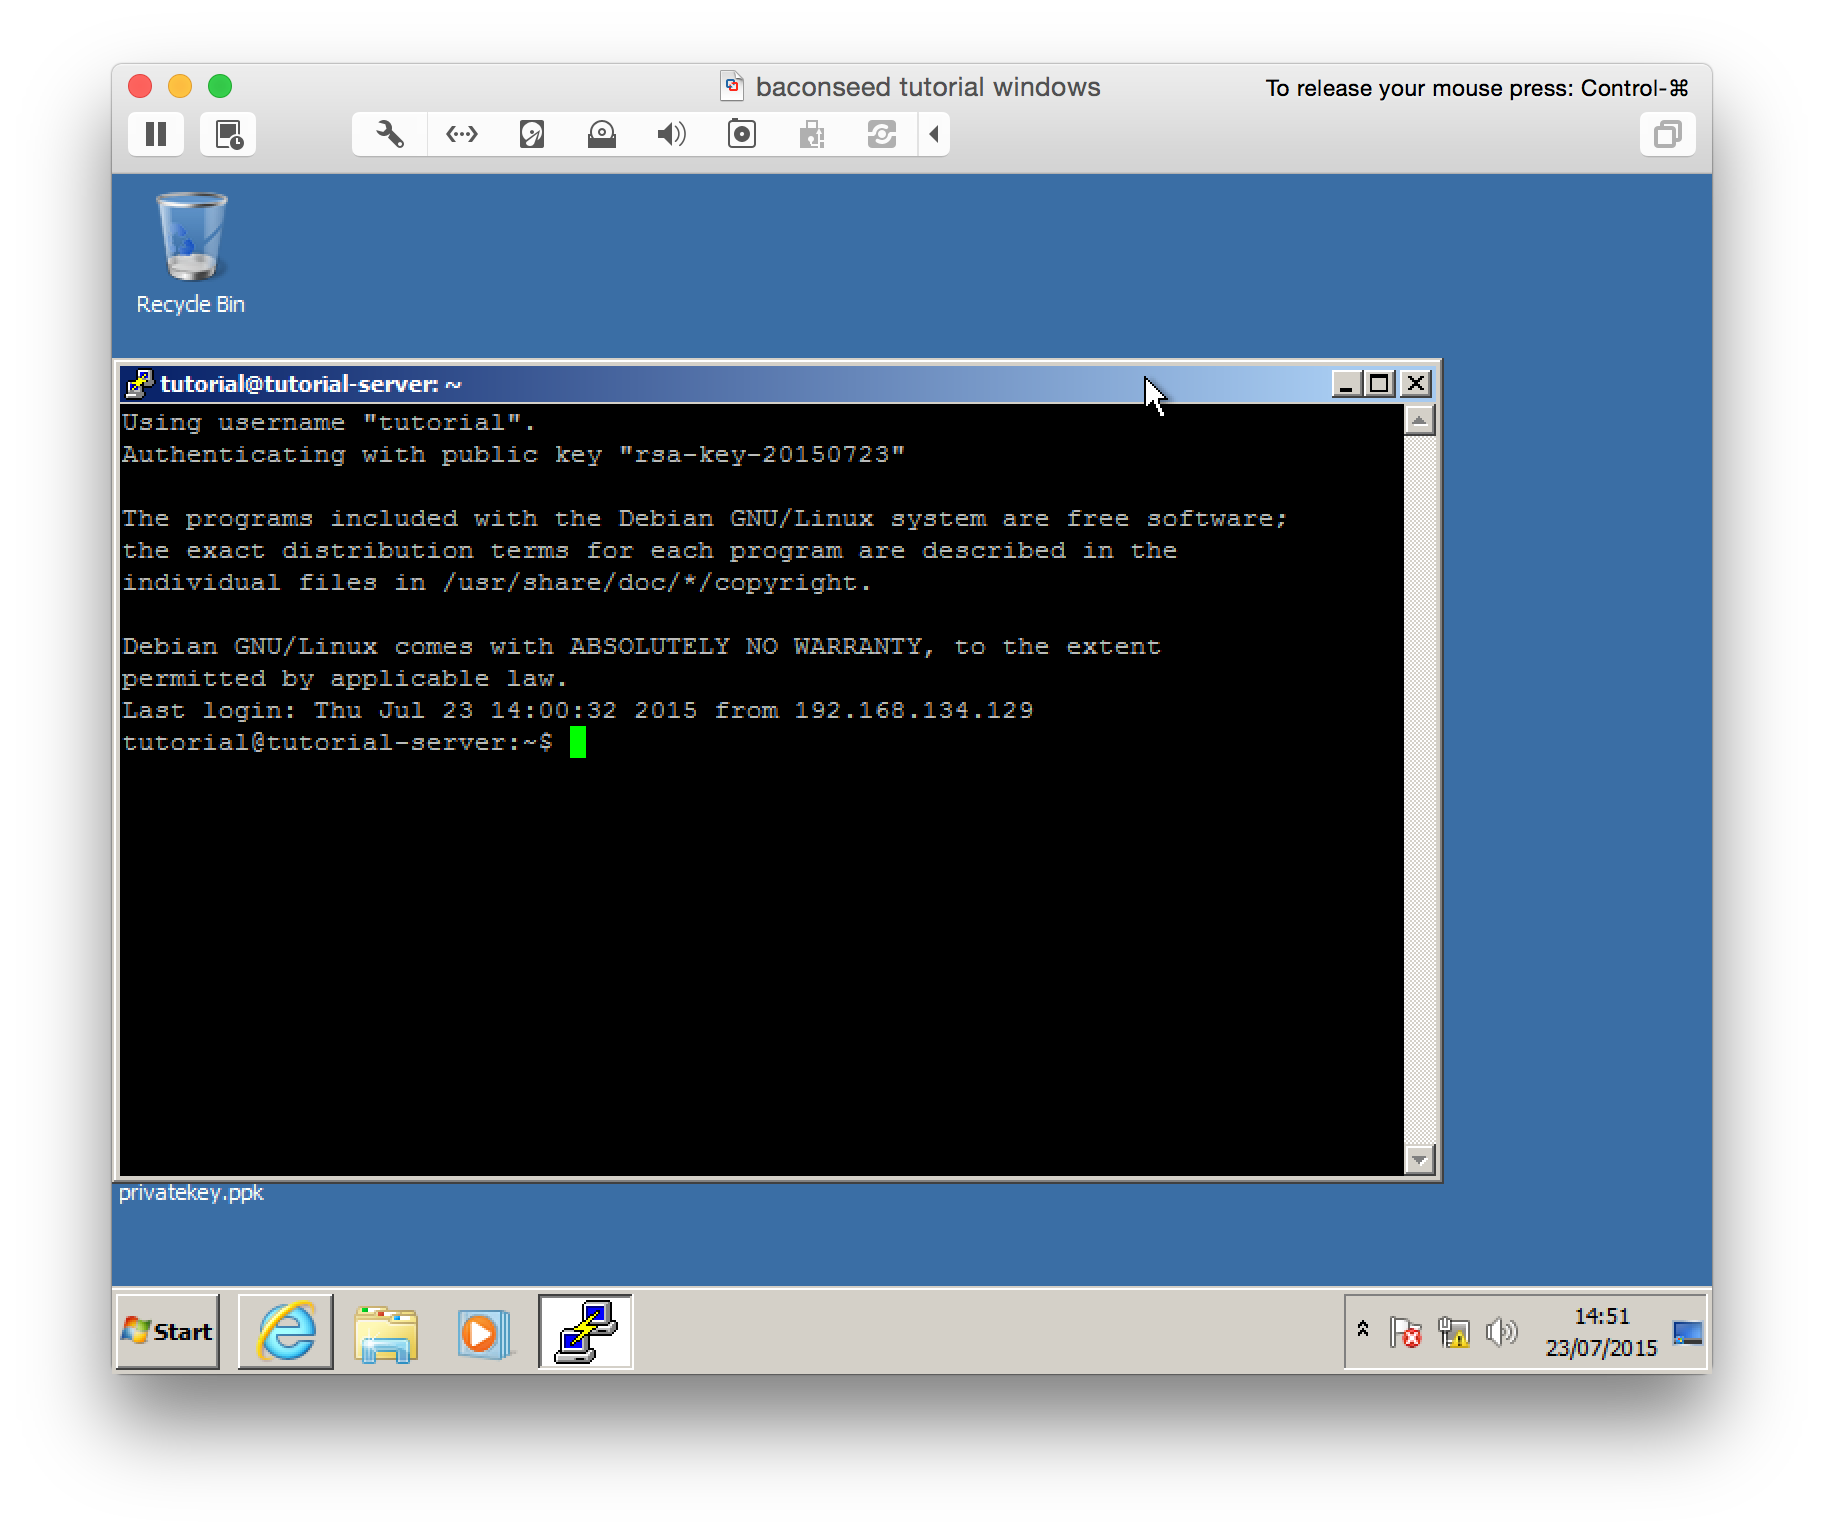 baconseed tutorial windows
To release your mouse press: Control-⌘
Recycle Bin
tutorial@tutorial-server: ~
Using username "tutorial".
Authenticating with public key "rsa-key-20150723"
The programs included with the Debian GNU/Linux system are free software;
the exact distribution terms for each program are described in the
individual files in /usr/share/doc/*/copyright.
Debian GNU/Linux comes with ABSOLUTELY NO WARRANTY, to the extent
permitted by applicable law.
Last login: Thu Jul 23 14:00:32 2015 from 192.168.134.129
tutorial@tutorial-server:~$
privatekey.ppk
Start
14:51
23/07/2015